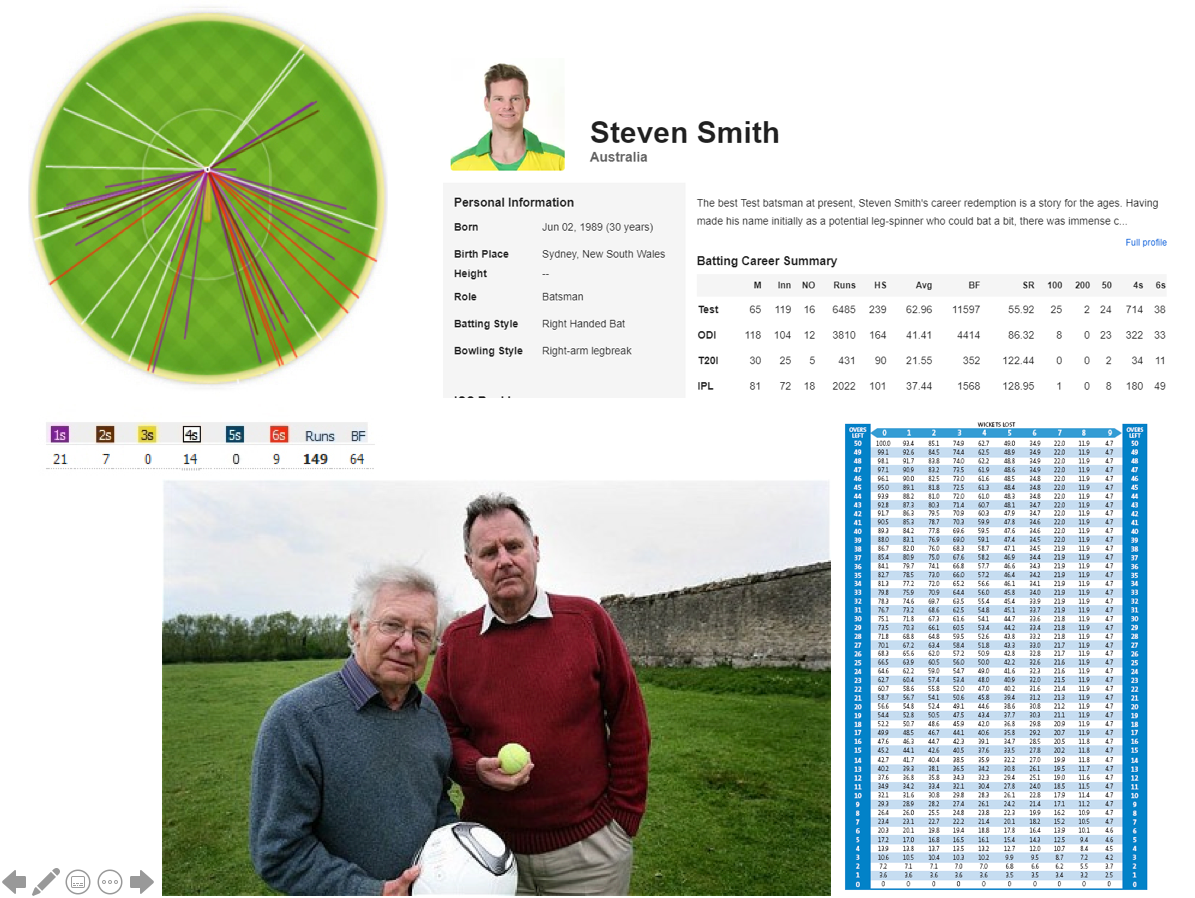 Steven Smith
Australia
Personal Information
Born Jun 02, 1989 (30 years)
Birth Place Sydney, New South Wales
Height --
Role Batsman
Batting Style Right Handed Bat
Bowling Style Right-arm legbreak
The best Test batsman at present, Steven Smith's career redemption is a story for the ages. Having
made his name initially as a potential leg-spinner who could bat a bit, there was immense c...
Full profile
Batting Career Summary
M Inn NO Runs HS Avg BF SR 100 200 50 4s 6s
Test 65 119 16 6485 239 62.96 11597 55.92 25 2 24 714 38
ODI 118 104 12 3810 164 41.41 4414 86.32 8 0 23 322 33
T20I 30 25 5 431 90 21.55 352 122.44 0 0 2 34 11
IPL 81 72 18 2022 101 37.44 1568 128.95 1 0 8 180 49
1s 2s 3s 4s 5s 6s Runs BF
21 7 0 14 0 9 149 64
WICKETS LOST
OVERS LEFT 0 1 2 3 4 5 6 7 8 9 OVERS LEFT
50 100.0 93.4 85.1 74.9 62.7 49.0 34.9 22.0 11.9 4.7 50
49 99.1 92.6 84.5 74.4 62.5 48.9 34.9 22.0 11.9 4.7 49
48 98.1 91.7 83.8 74.0 62.2 48.8 34.9 22.0 11.9 4.7 48
47 97.1 90.9 83.2 73.5 61.9 48.6 34.9 22.0 11.9 4.7 47
46 96.1 90.0 82.5 73.0 61.6 48.5 34.8 22.0 11.9 4.7 46
45 95.0 89.1 81.8 72.5 61.3 48.4 34.8 22.0 11.9 4.7 45
44 93.9 88.2 81.0 72.0 61.0 48.3 34.8 22.0 11.9 4.7 44
43 92.8 87.3 80.3 71.4 60.7 48.1 34.7 22.0 11.9 4.7 43
42 91.7 86.3 79.5 70.9 60.3 47.9 34.7 22.0 11.9 4.7 42
41 90.5 85.3 78.7 70.3 59.9 47.8 34.6 22.0 11.9 4.7 41
40 89.3 84.2 77.8 69.6 59.5 47.6 34.6 22.0 11.9 4.7 40
39 88.0 83.1 76.9 69.0 59.1 47.4 34.5 22.0 11.9 4.7 39
38 86.7 82.0 76.0 68.3 58.7 47.1 34.5 21.9 11.9 4.7 38
37 85.4 80.9 75.0 67.6 58.2 46.9 34.4 21.9 11.9 4.7 37
36 84.1 79.7 74.1 66.8 57.7 46.6 34.3 21.9 11.9 4.7 36
35 82.7 78.5 73.0 66.0 57.2 46.4 34.2 21.9 11.9 4.7 35
34 81.3 77.2 72.0 65.2 56.6 46.1 34.1 21.9 11.9 4.7 34
33 79.8 75.9 70.9 64.4 56.0 45.8 34.0 21.9 11.9 4.7 33
32 78.3 74.6 69.7 63.5 55.4 45.4 33.9 21.9 11.9 4.7 32
31 76.7 73.2 68.6 62.5 54.8 45.1 33.7 21.9 11.9 4.7 31
30 75.1 71.8 67.3 61.6 54.1 44.7 33.6 21.8 11.9 4.7 30
29 73.5 70.3 66.1 60.5 53.4 44.2 33.4 21.8 11.9 4.7 29
28 71.8 68.8 64.8 59.5 52.6 43.8 33.2 21.8 11.9 4.7 28
27 70.1 67.2 63.4 58.4 51.8 43.3 33.0 21.7 11.9 4.7 27
26 68.3 65.6 62.0 57.2 50.9 42.8 32.8 21.7 11.9 4.7 26
25 66.5 63.9 60.5 56.0 50.0 42.2 32.6 21.6 11.9 4.7 25
24 64.6 62.2 59.0 54.7 49.0 41.6 32.3 21.6 11.9 4.7 24
23 62.7 60.4 57.4 53.4 48.0 40.9 32.0 21.5 11.9 4.7 23
22 60.7 58.6 55.8 52.0 47.0 40.2 31.6 21.4 11.9 4.7 22
21 58.7 56.7 54.1 50.6 45.8 39.4 31.2 21.3 11.9 4.7 21
20 56.6 54.8 52.4 49.1 44.6 38.6 30.8 21.2 11.9 4.7 20
19 54.4 52.8 50.5 47.5 43.4 37.7 30.3 21.1 11.9 4.7 19
18 52.2 50.7 48.6 45.9 42.0 36.8 29.8 20.9 11.9 4.7 18
17 49.9 48.5 46.7 44.1 40.6 35.8 29.2 20.7 11.9 4.7 17
16 47.6 46.3 44.7 42.3 39.1 34.7 28.5 20.5 11.8 4.7 16
15 45.2 44.1 42.6 40.5 37.6 33.5 27.8 20.2 11.8 4.7 15
14 42.7 41.7 40.4 38.5 35.9 32.2 27.0 19.9 11.8 4.7 14
13 40.2 39.3 38.1 36.5 34.2 30.8 26.1 19.5 11.7 4.7 13
12 37.6 36.8 35.8 34.3 32.3 29.4 25.1 19.0 11.6 4.7 12
11 34.9 34.2 33.4 32.1 30.4 27.8 24.0 18.5 11.5 4.7 11
10 32.1 31.6 30.8 29.8 28.3 26.1 22.8 17.9 11.4 4.7 10
9 29.3 28.9 28.2 27.4 26.1 24.2 21.4 17.1 11.2 4.7 9
8 26.4 26.0 25.5 24.8 23.8 22.3 19.9 16.2 10.9 4.7 8
7 23.4 23.1 22.7 22.2 21.4 20.1 18.2 15.2 10.5 4.7 7
6 20.3 20.1 19.8 19.4 18.8 17.8 16.4 13.9 10.1 4.6 6
5 17.2 17.0 16.8 16.5 16.1 15.4 14.3 12.5 9.4 4.6 5
4 13.9 13.8 13.7 13.5 13.2 12.7 12.0 10.7 8.4 4.5 4
3 10.6 10.5 10.4 10.3 10.2 9.9 9.5 8.7 7.2 4.2 3
2 7.2 7.1 7.1 7.0 7.0 6.8 6.6 6.2 5.5 3.7 2
1 3.6 3.6 3.6 3.6 3.6 3.5 3.5 3.4 3.2 2.5 1
0 0 0 0 0 0 0 0 0 0 0 0